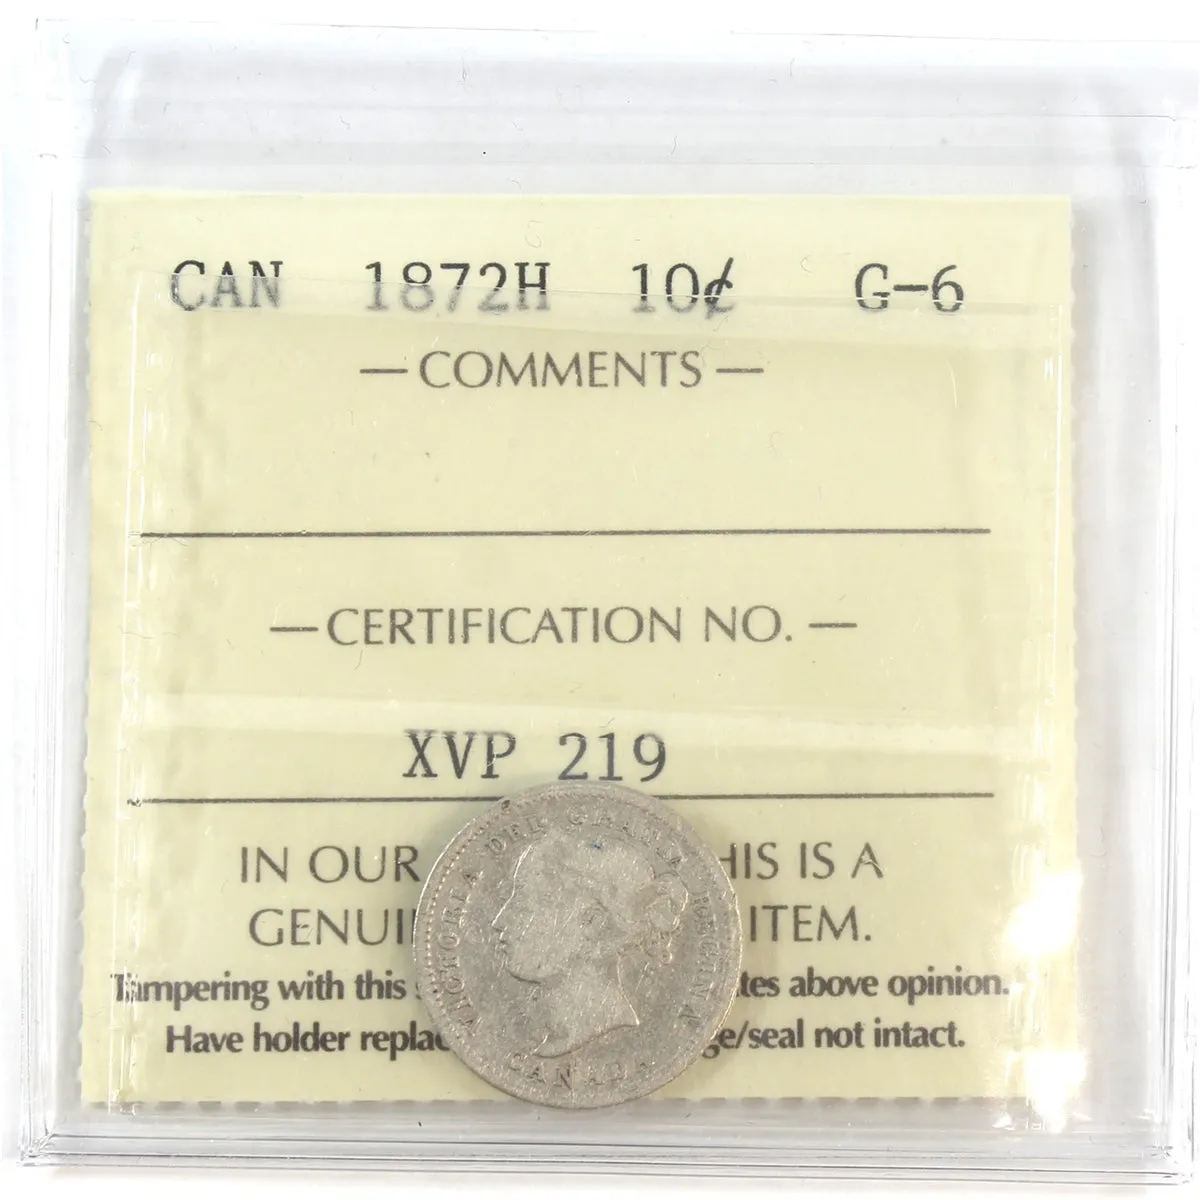 CAN 1872H 10¢ G-6
— COMMENTS —
— CERTIFICATION NO. —
XVP 219
IN OUR HIS IS A
GENUI ITEM.
Tampering with this tes above opinion.
Have holder replac ge/seal not intact.
VICTORIA DEI GRATIA REGINA
CANADA